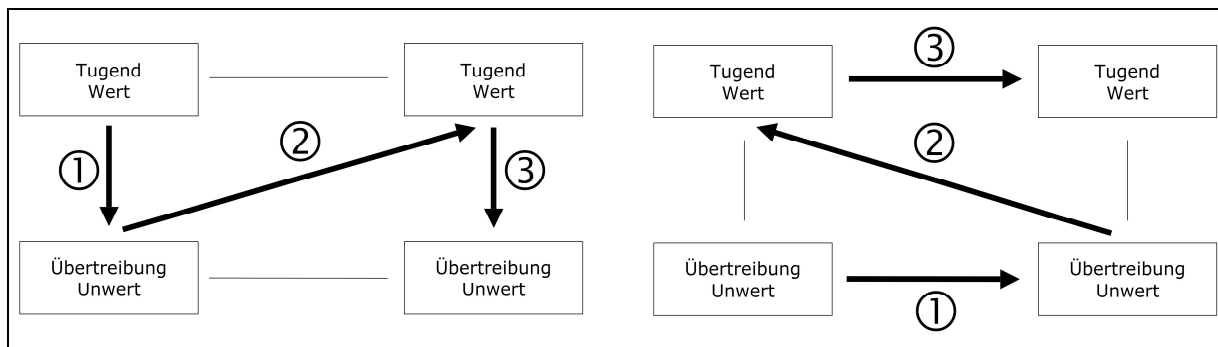 Tugend
Wert
Tugend
Wert
①
②
③
Übertreibung
Unwert
Übertreibung
Unwert
Tugend
Wert
③
Tugend
Wert
②
Übertreibung
Unwert
①
Übertreibung
Unwert